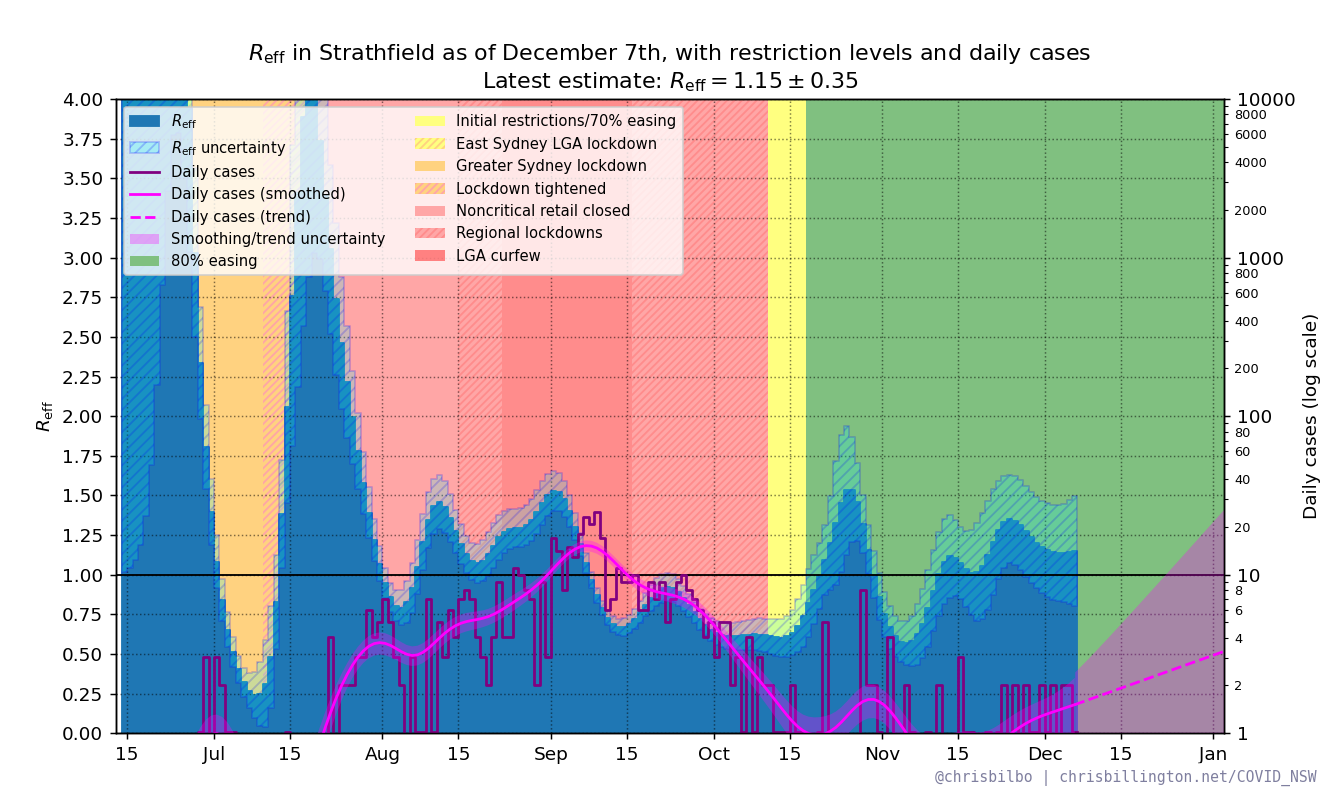 Reff in Strathfield as of December 7th, with restriction levels and daily cases
Latest estimate: Reff = 1.15 ± 0.35
Reff
Reff uncertainty
Daily cases
Daily cases (smoothed)
Daily cases (trend)
Smoothing/trend uncertainty
80% easing
Initial restrictions/70% easing
East Sydney LGA lockdown
Greater Sydney lockdown
Lockdown tightened
Noncritical retail closed
Regional lockdowns
LGA curfew
Reff
4.00
3.75
3.50
3.25
3.00
2.75
2.50
2.25
2.00
1.75
1.50
1.25
1.00
0.75
0.50
0.25
0.00
10000
8000
6000
4000
2000
1000
800
600
400
200
100
80
60
40
20
10
8
6
4
2
1
Daily cases (log scale)
15 Jul 15 Aug 15 Sep 15 Oct 15 Nov 15 Dec 15 Jan
@chrisbilbo | chrisbillington.net/COVID_NSW